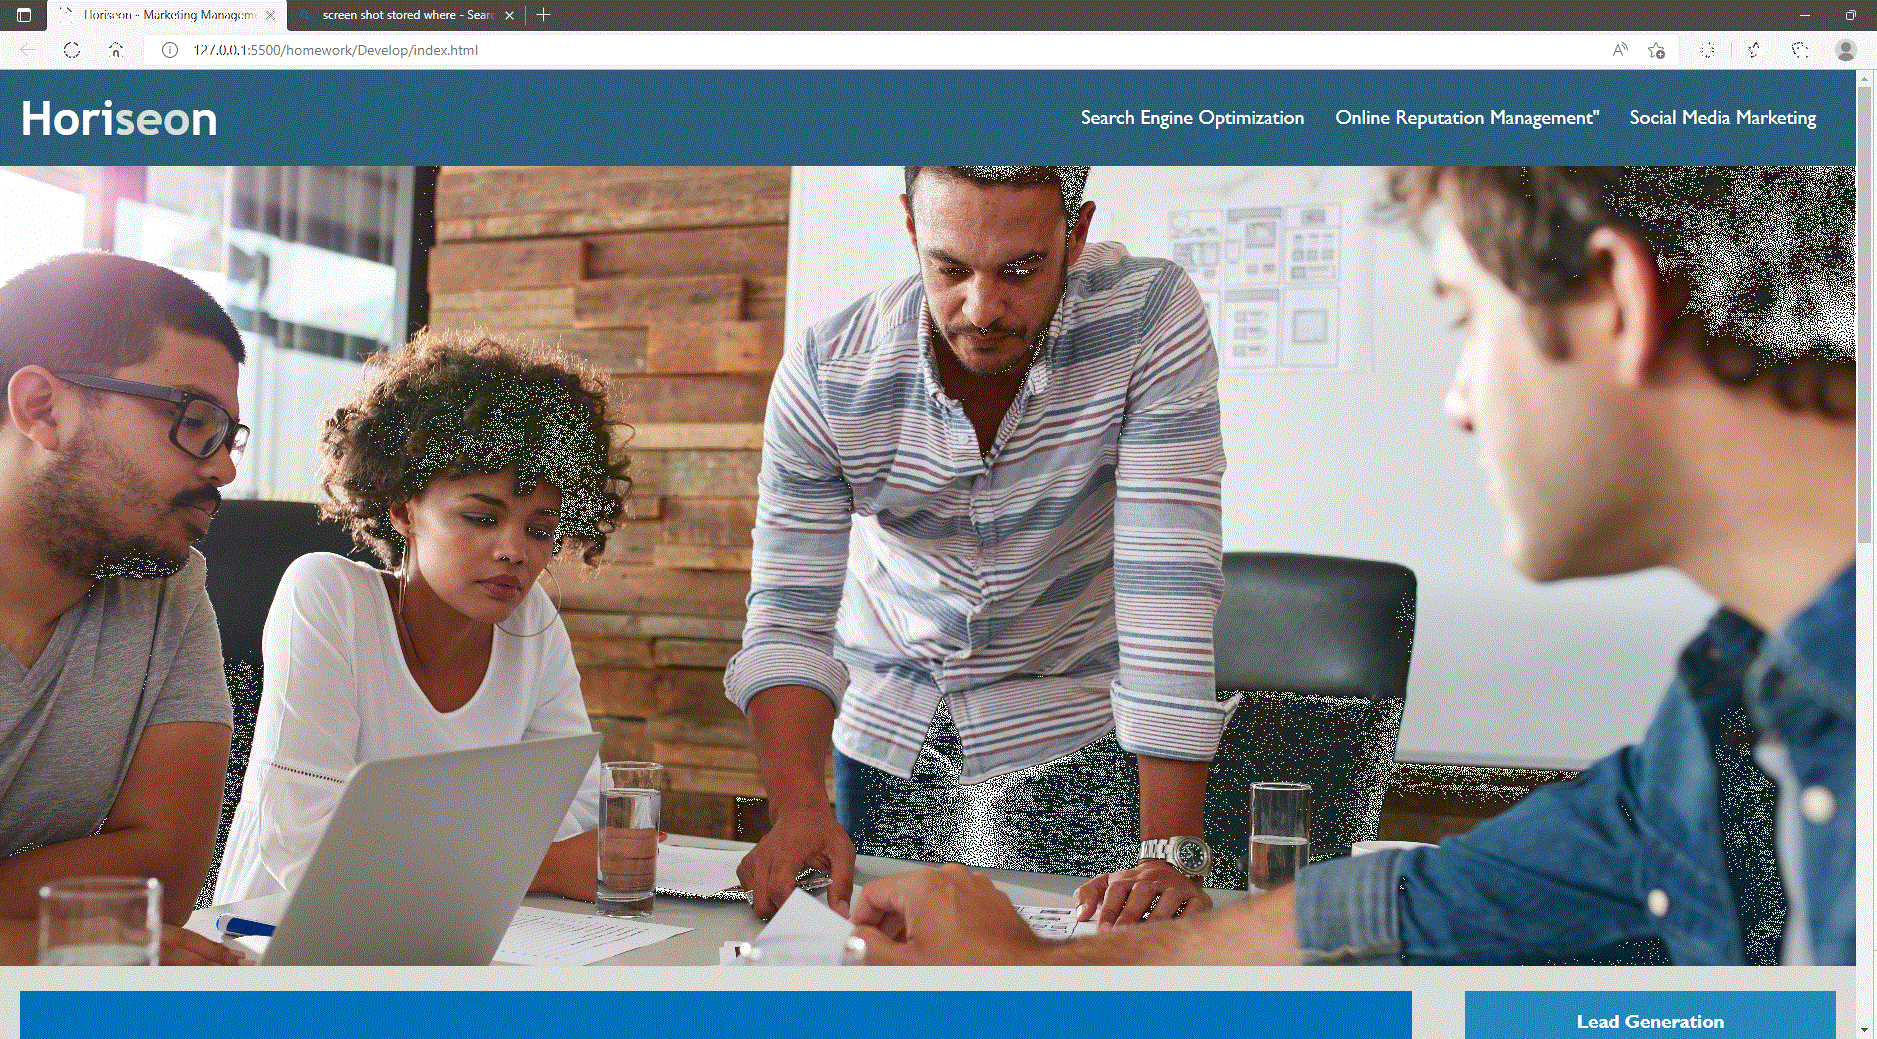 Horiseon - Marketing Managem
screen shot stored where - Sear
127.0.0.1:5500/homework/Develop/index.html
Horiseon
Search Engine Optimization
Online Reputation Management"
Social Media Marketing
Lead Generation